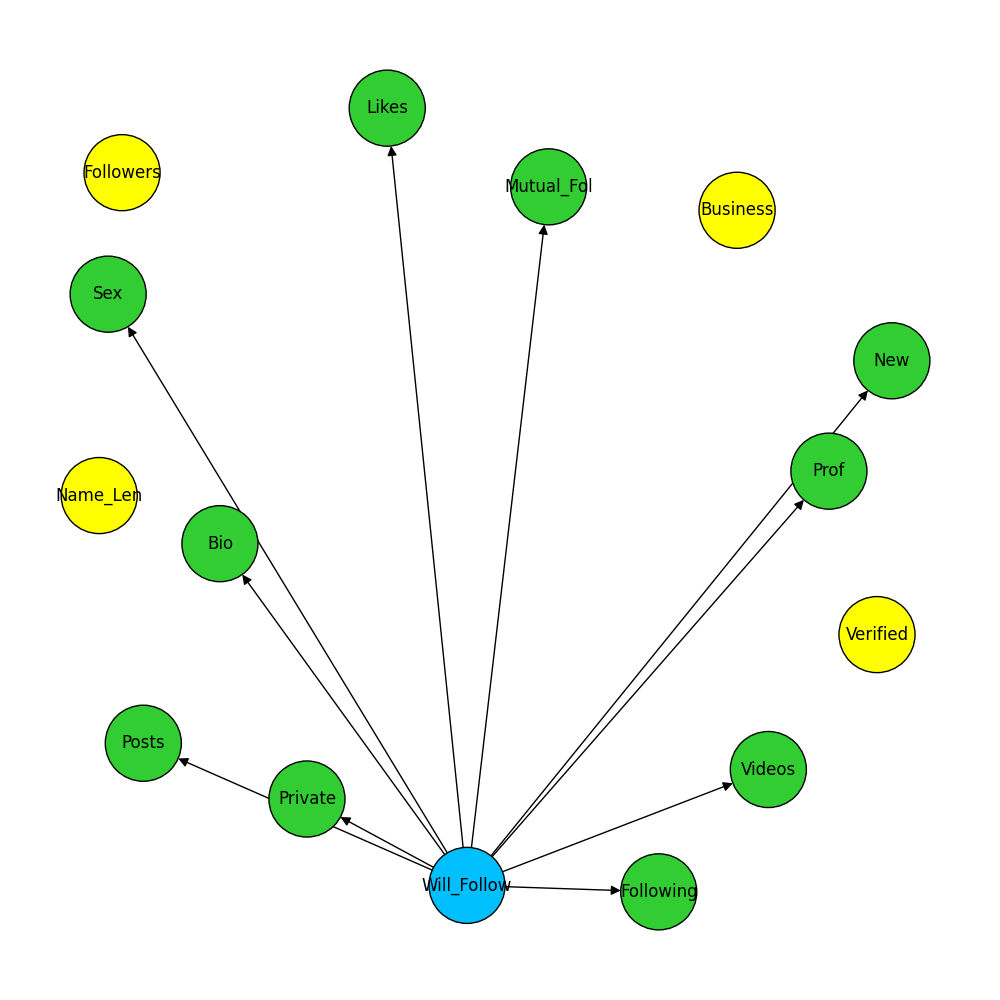 Likes
Followers
Mutual_Fol
Business
Sex
New
Prof
Name_Len
Bio
Verified
Posts
Videos
Private
Will_Follow
Following